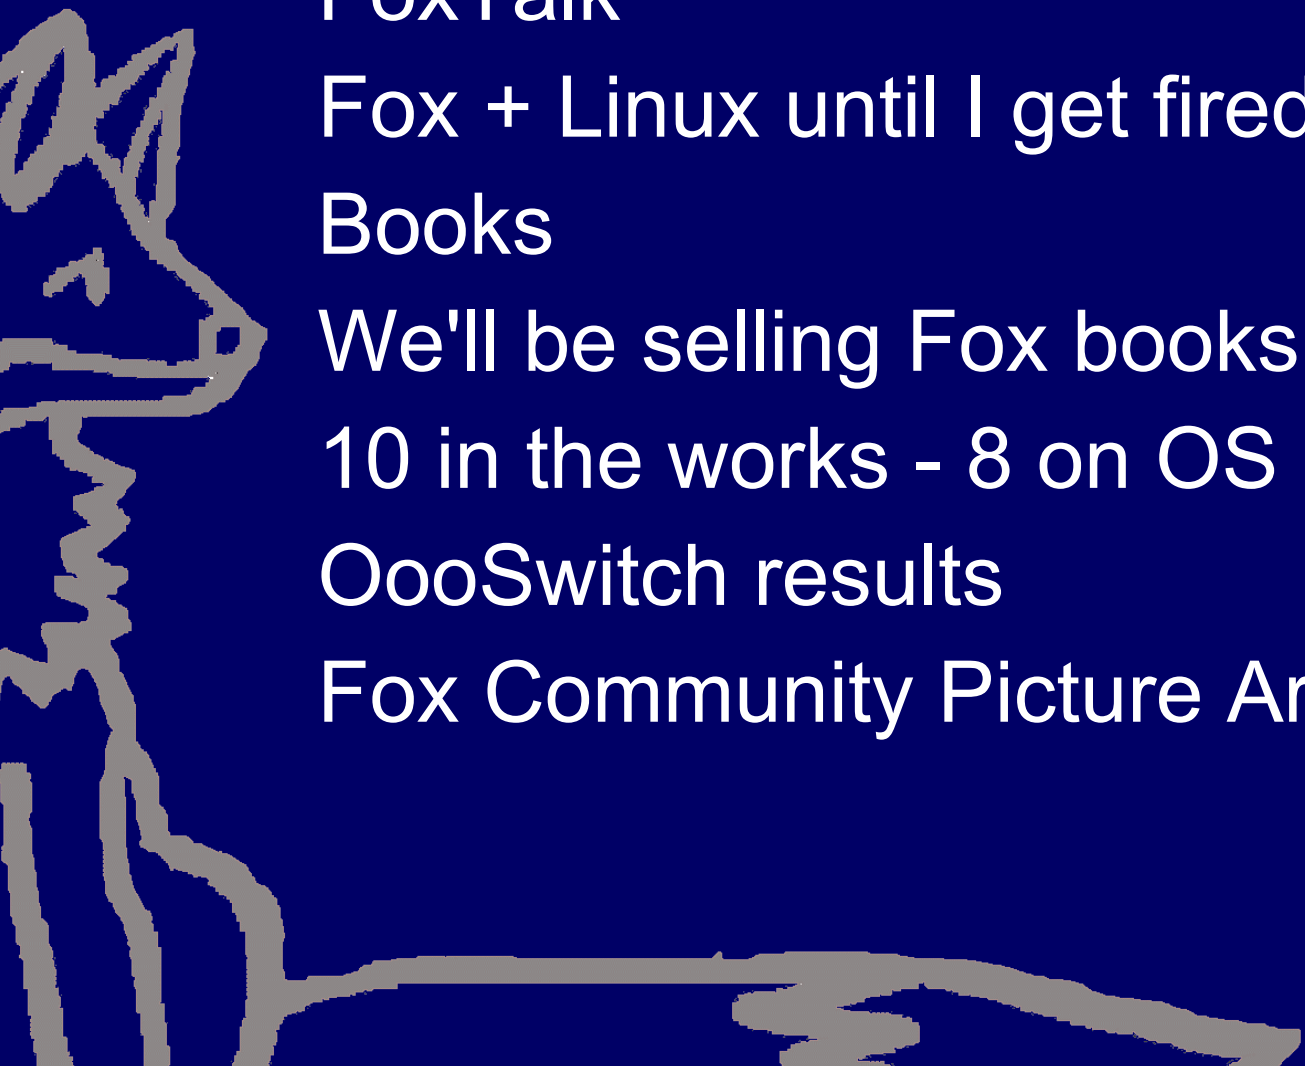 FoxTalk
Fox + Linux until I get fired
Books
We'll be selling Fox books
10 in the works - 8 on OS
OooSwitch results
Fox Community Picture